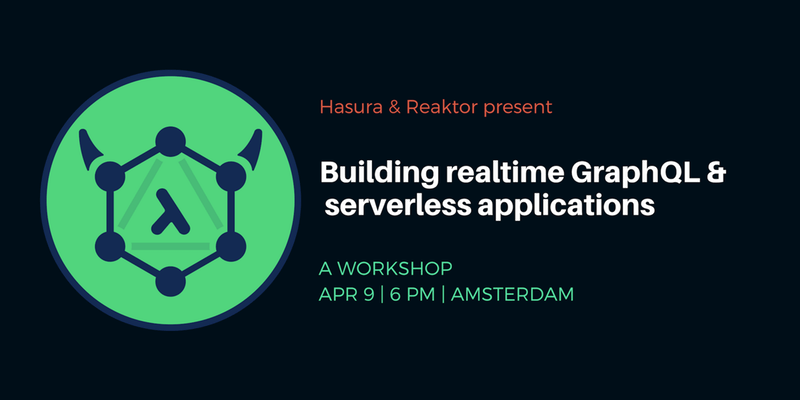 Hasura & Reaktor present
Building realtime GraphQL &
serverless applications
A WORKSHOP
APR 9 | 6 PM | AMSTERDAM